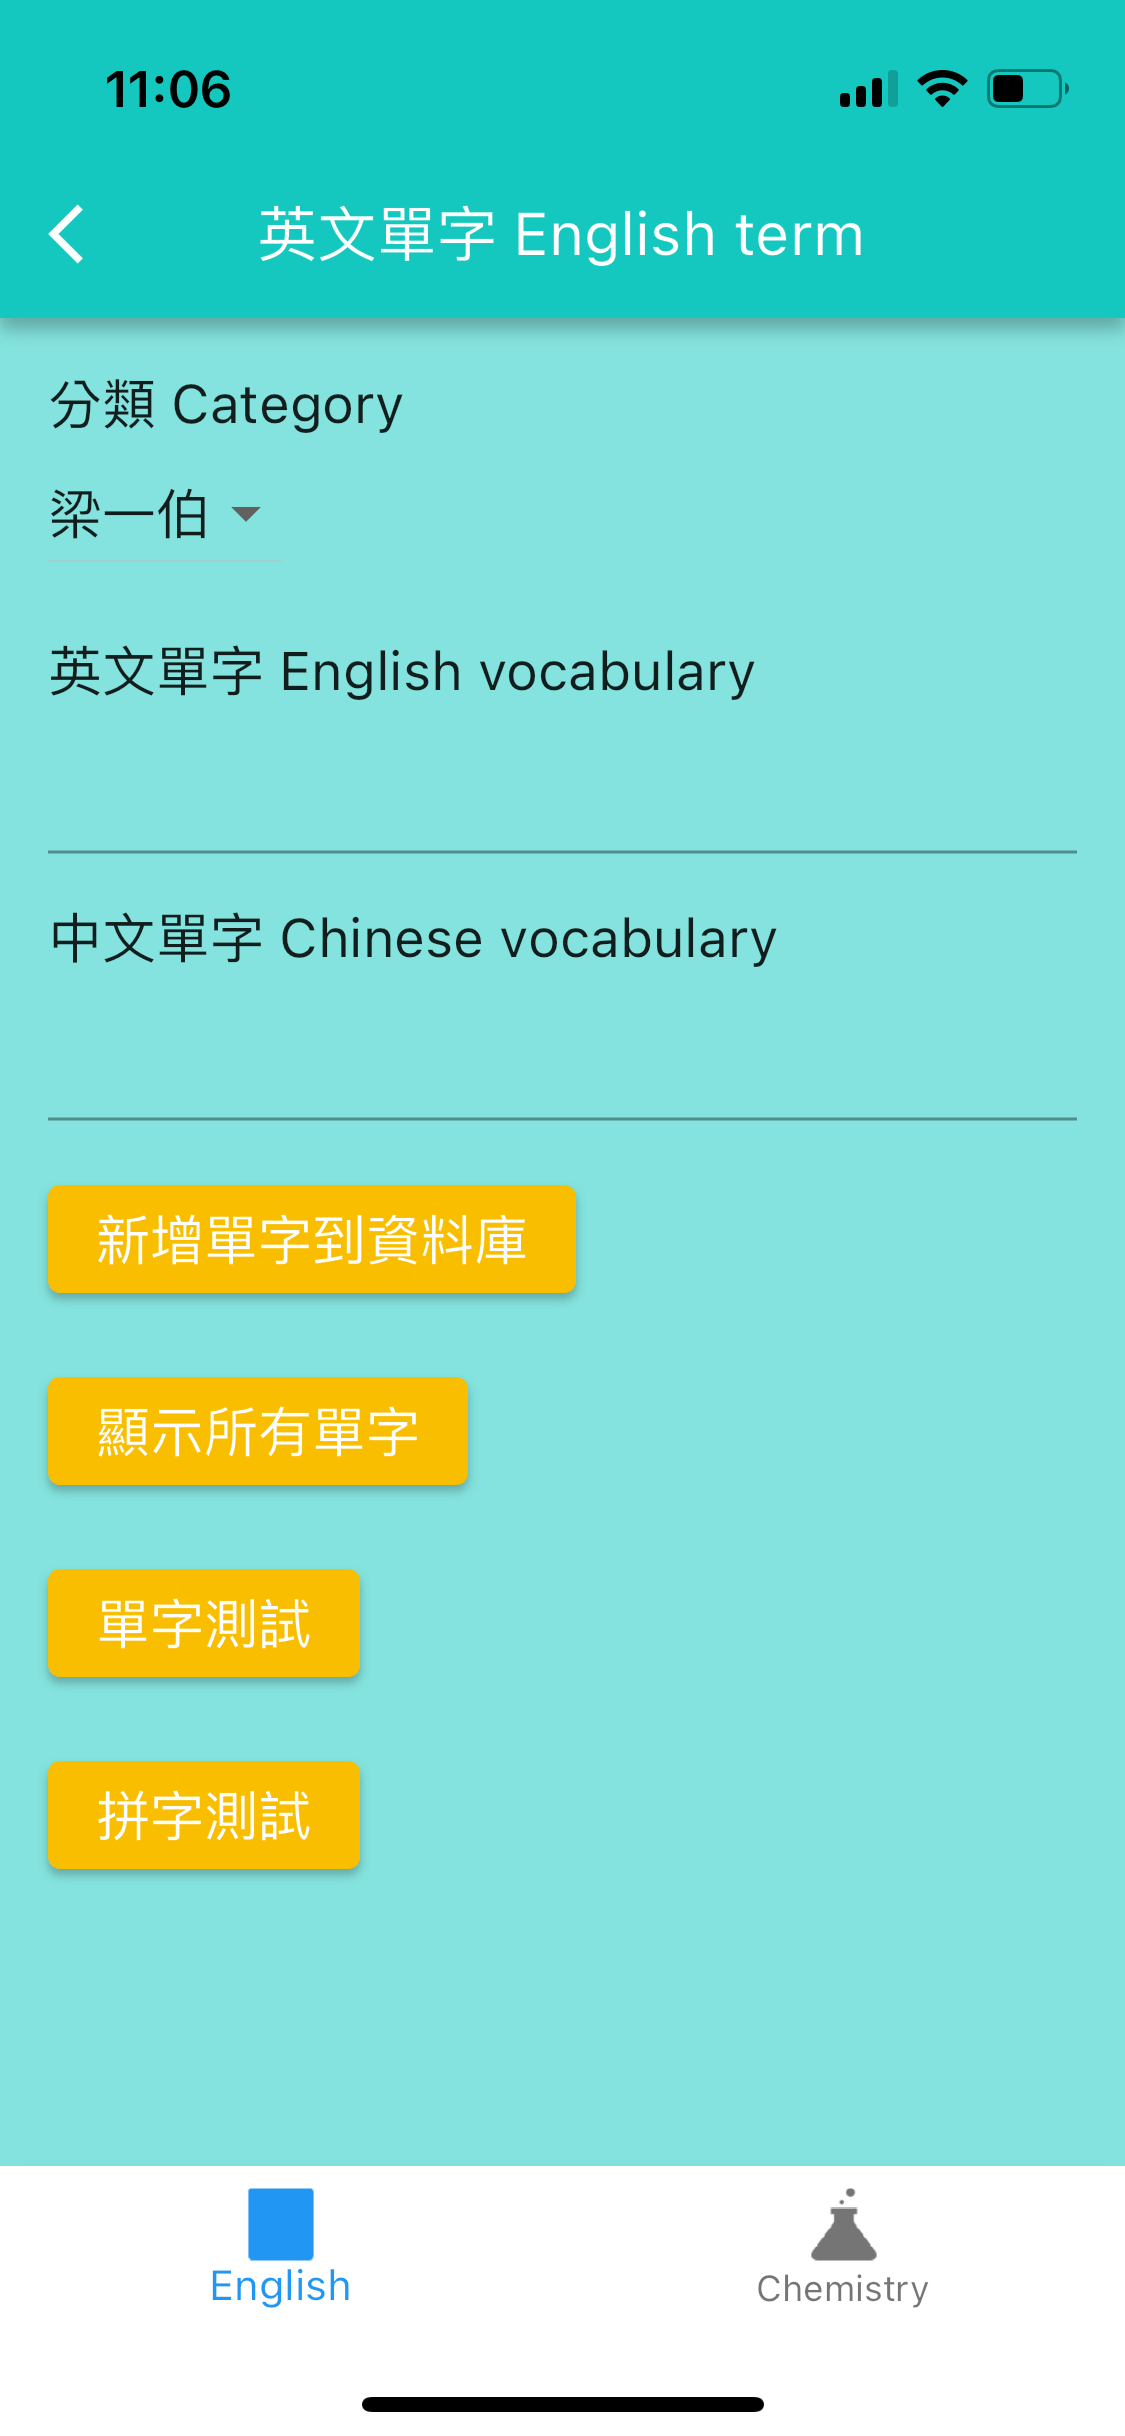 11:06
英文單字 English term
分類 Category
梁一伯
英文單字 English vocabulary
中文單字 Chinese vocabulary
新增單字到資料庫
顯示所有單字
單字測試
拼字測試
English
Chemistry